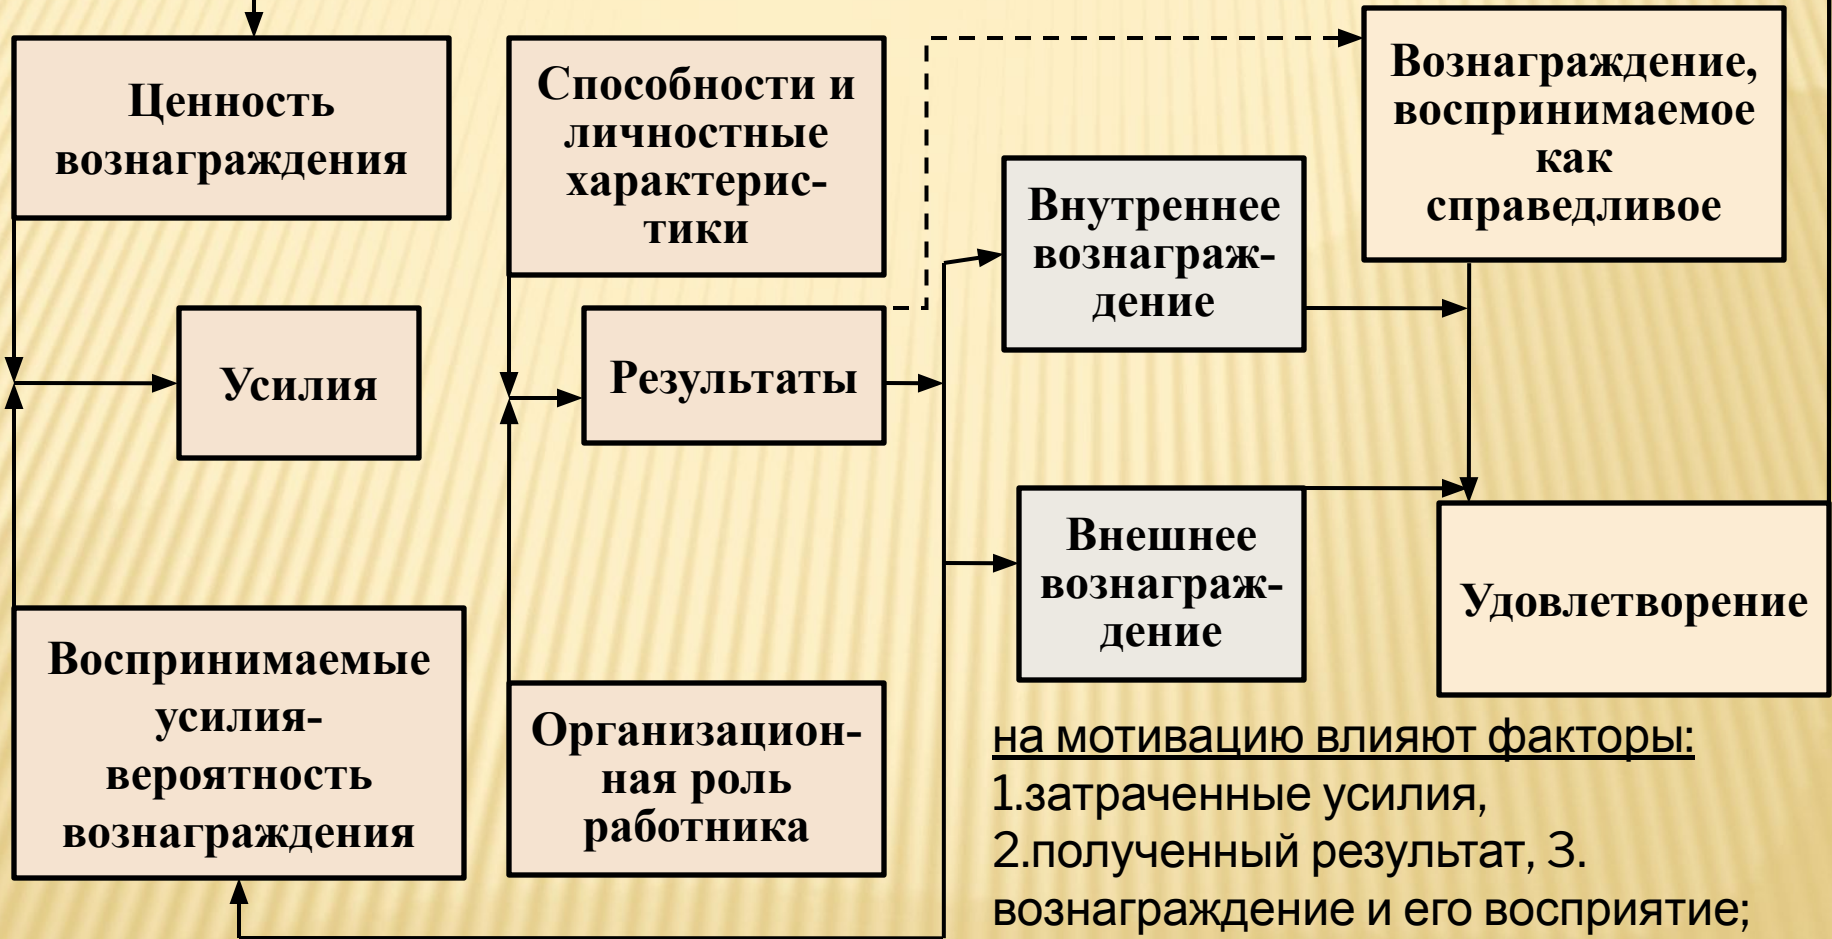 Ценность
вознаграждения
Способности и
личностные
характерис-
тики
Вознаграждение,
воспринимаемое
как
справедливое
Внутреннее
вознаграж-
дение
Усилия
Результаты
Внешнее
вознаграж-
дение
Удовлетворение
Воспринимаемые
усилия-
вероятность
вознаграждения
Организацион-
ная роль
работника
на мотивацию влияют факторы:
1.затраченные усилия,
2.полученный результат, 3.
вознаграждение и его восприятие;